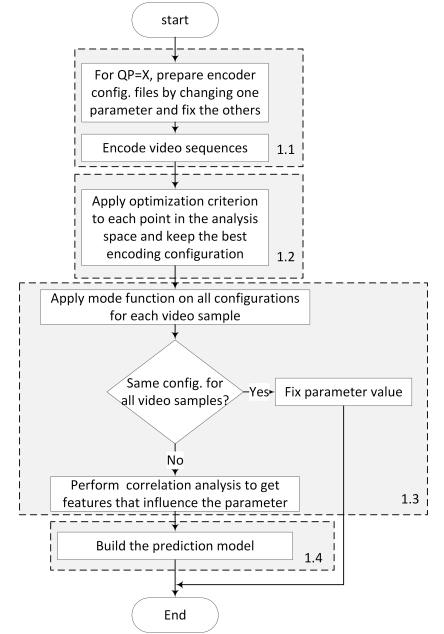 start
For QP=X, prepare encoder
config. files by changing one
parameter and fix the others
Encode video sequences
1.1
Apply optimization criterion
to each point in the analysis
space and keep the best
encoding configuration
1.2
Apply mode function on all configurations
for each video sample
Same config. for
all video samples?
Yes
Fix parameter value
No
Perform correlation analysis to get
features that influence the parameter
1.3
Build the prediction model
1.4
End